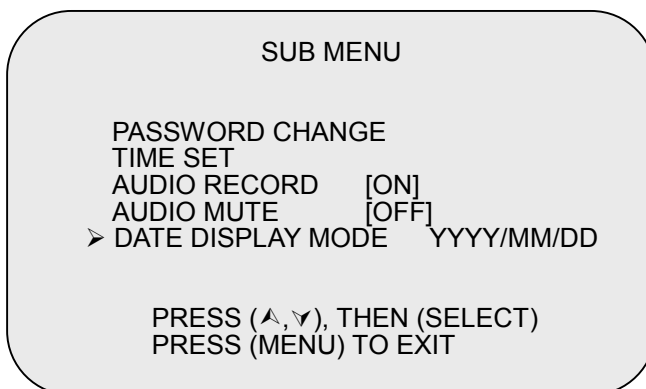 SUB MENU
PASSWORD CHANGE
TIME SET
AUDIO RECORD [ON]
AUDIO MUTE [OFF]
➢ DATE DISPLAY MODE YYYY/MM/DD
PRESS (⮝,⮟), THEN (SELECT)
PRESS (MENU) TO EXIT